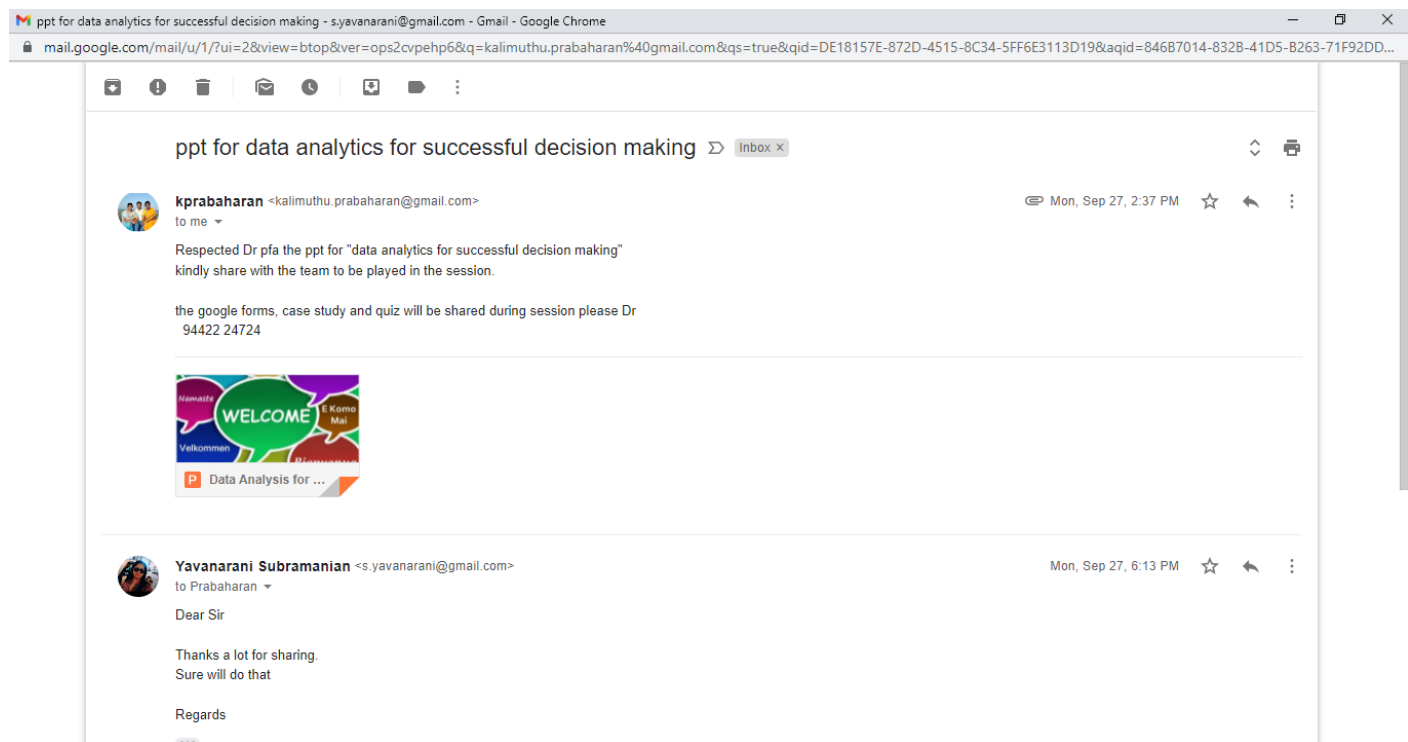 ppt for data analytics for successful decision making - s.yavanarani@gmail.com - Gmail - Google Chrome
mail.google.com/mail/u/1/?ui=2&view=btop&ver=ops2cvpehp6&q=kalimuthu.prabaharan%40gmail.com&qs=true&qid=DE18157E-872D-4515-8C34-5FF6E3113D19&aqid=846B7014-832B-41D5-B263-71F92DD...
ppt for data analytics for successful decision making Inbox ×
kprabaharan <kalimuthu.prabaharan@gmail.com> Mon, Sep 27, 2:37 PM
to me
Respected Dr pfa the ppt for "data analytics for successful decision making"
kindly share with the team to be played in the session.
the google forms, case study and quiz will be shared during session please Dr
94422 24724
Namaste
WELCOME
E Komo
Mai
Velkommen
Bienvenue
P Data Analysis for ...
Yavanarani Subramanian <s.yavanarani@gmail.com> Mon, Sep 27, 6:13 PM
to Prabaharan
Dear Sir
Thanks a lot for sharing.
Sure will do that
Regards